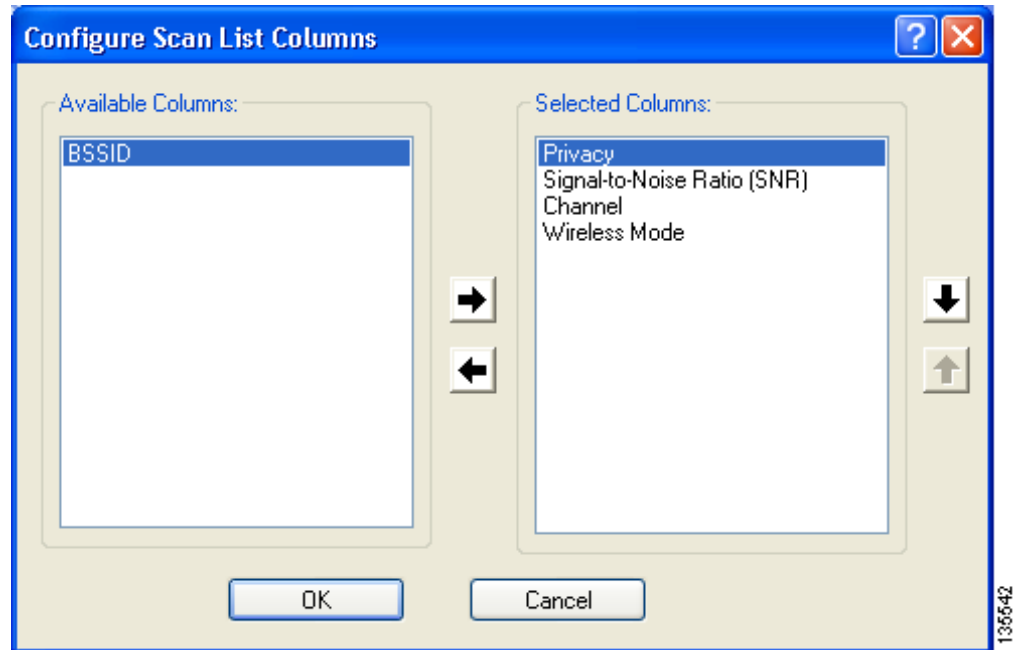 Configure Scan List Columns
Available Columns:
BSSID
Selected Columns:
Privacy
Signal-to-Noise Ratio (SNR)
Channel
Wireless Mode
OK
Cancel
135542